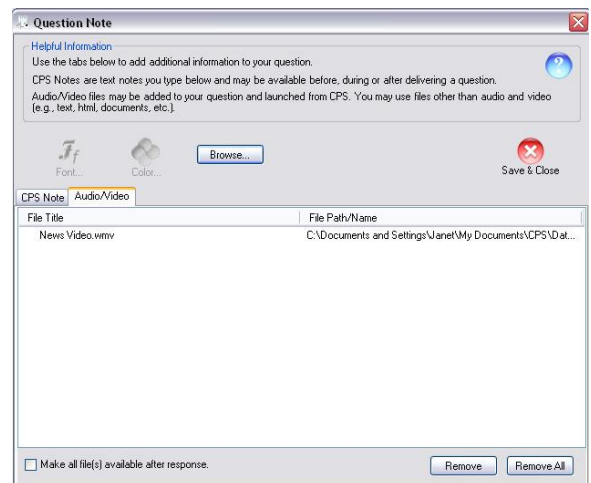 Question Note
Helpful Information
Use the tabs below to add additional information to your question.
CPS Notes are text notes you type below and may be available before, during or after delivering a question.
Audio/Video files may be added to your question and launched from CPS. You may use files other than audio and video
(e.g., text, html, documents, etc.).
Font...
Color...
Browse...
Save & Close
CPS Note
Audio/Video
File Title
File Path/Name
News Video.wmv
C:\Documents and Settings\Janet\My Documents\CPS\Dat...
Make all file(s) available after response.
Remove
Remove All